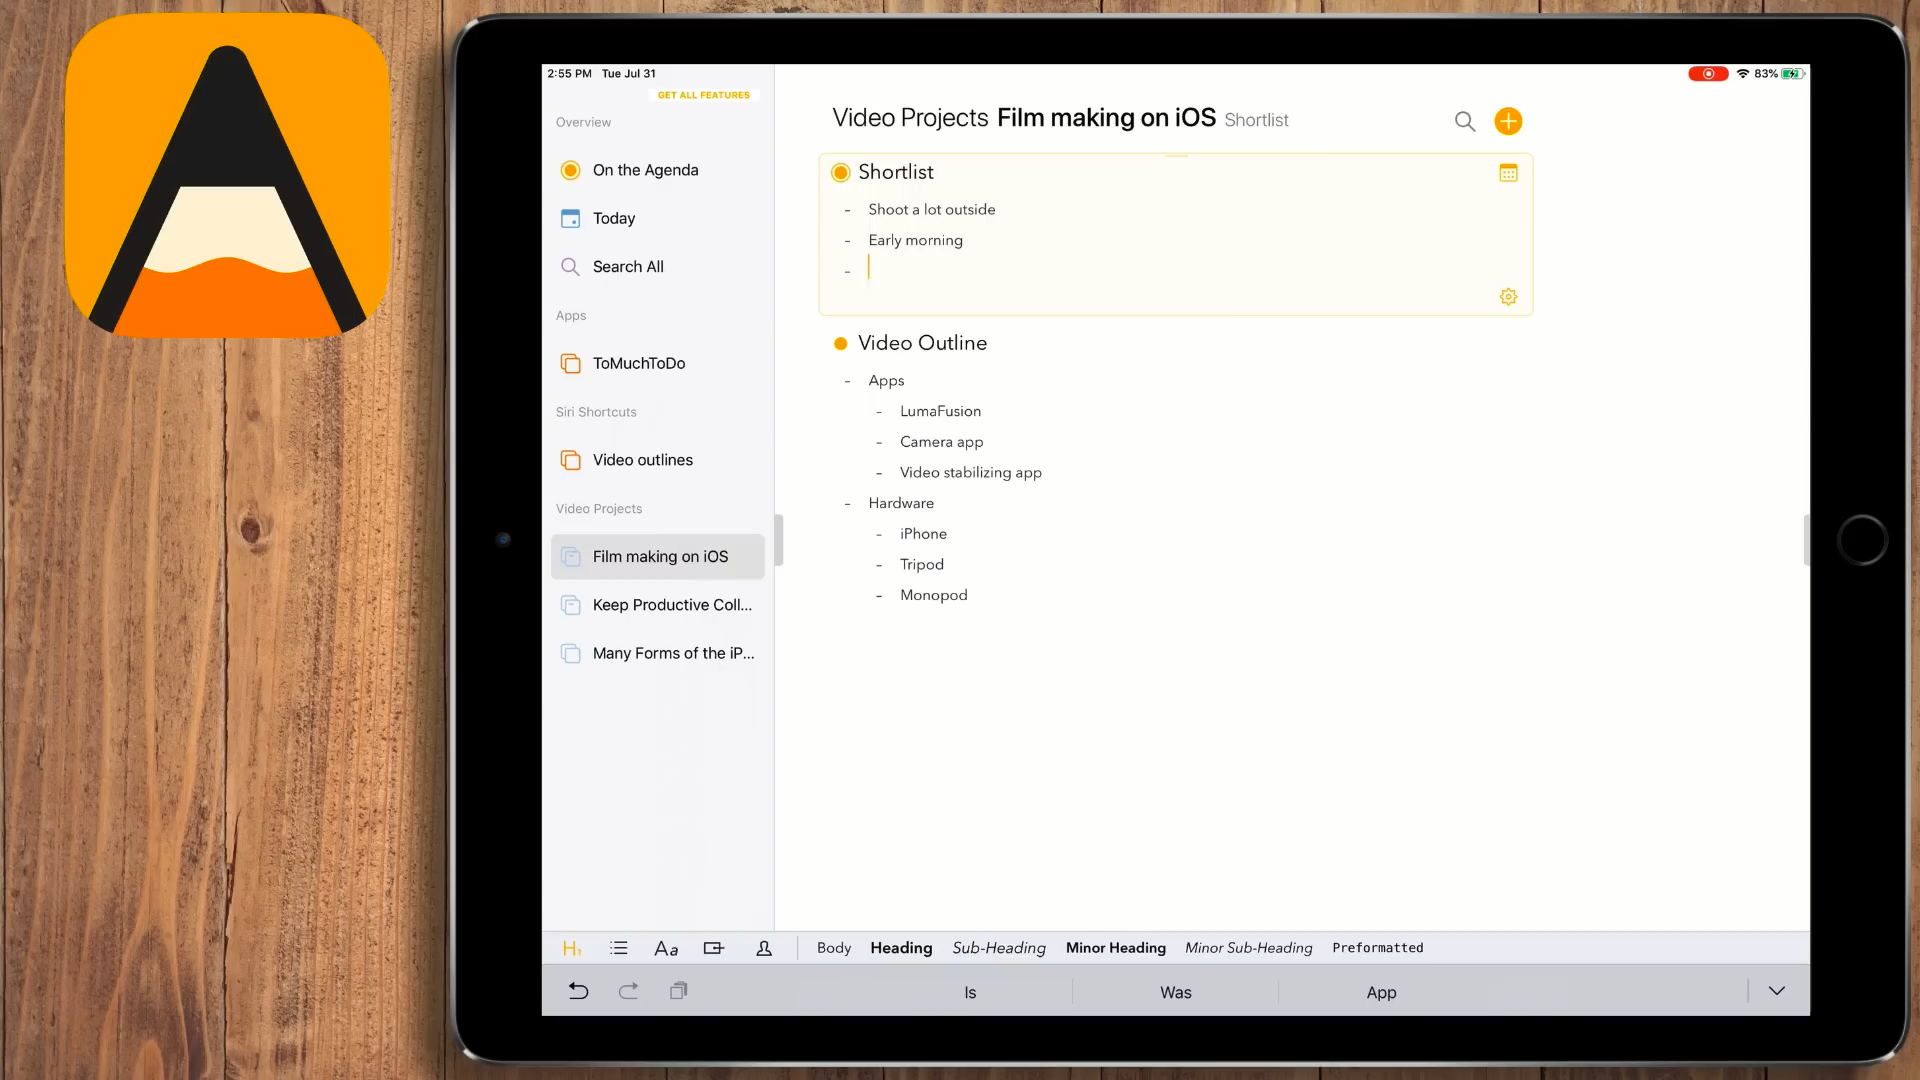 2:55 PM Tue Jul 31
83%
GET ALL FEATURES
Overview
On the Agenda
Today
Search All
Apps
ToMuchToDo
Siri Shortcuts
Video outlines
Video Projects
Film making on iOS
Keep Productive Coll...
Many Forms of the iP...
Video Projects Film making on iOS Shortlist
Shortlist
- Shoot a lot outside
- Early morning
-
Video Outline
- Apps
- LumaFusion
- Camera app
- Video stabilizing app
- Hardware
- iPhone
- Tripod
- Monopod
H1 Aa Body Heading Sub-Heading Minor Heading Minor Sub-Heading Preformatted
Is Was App